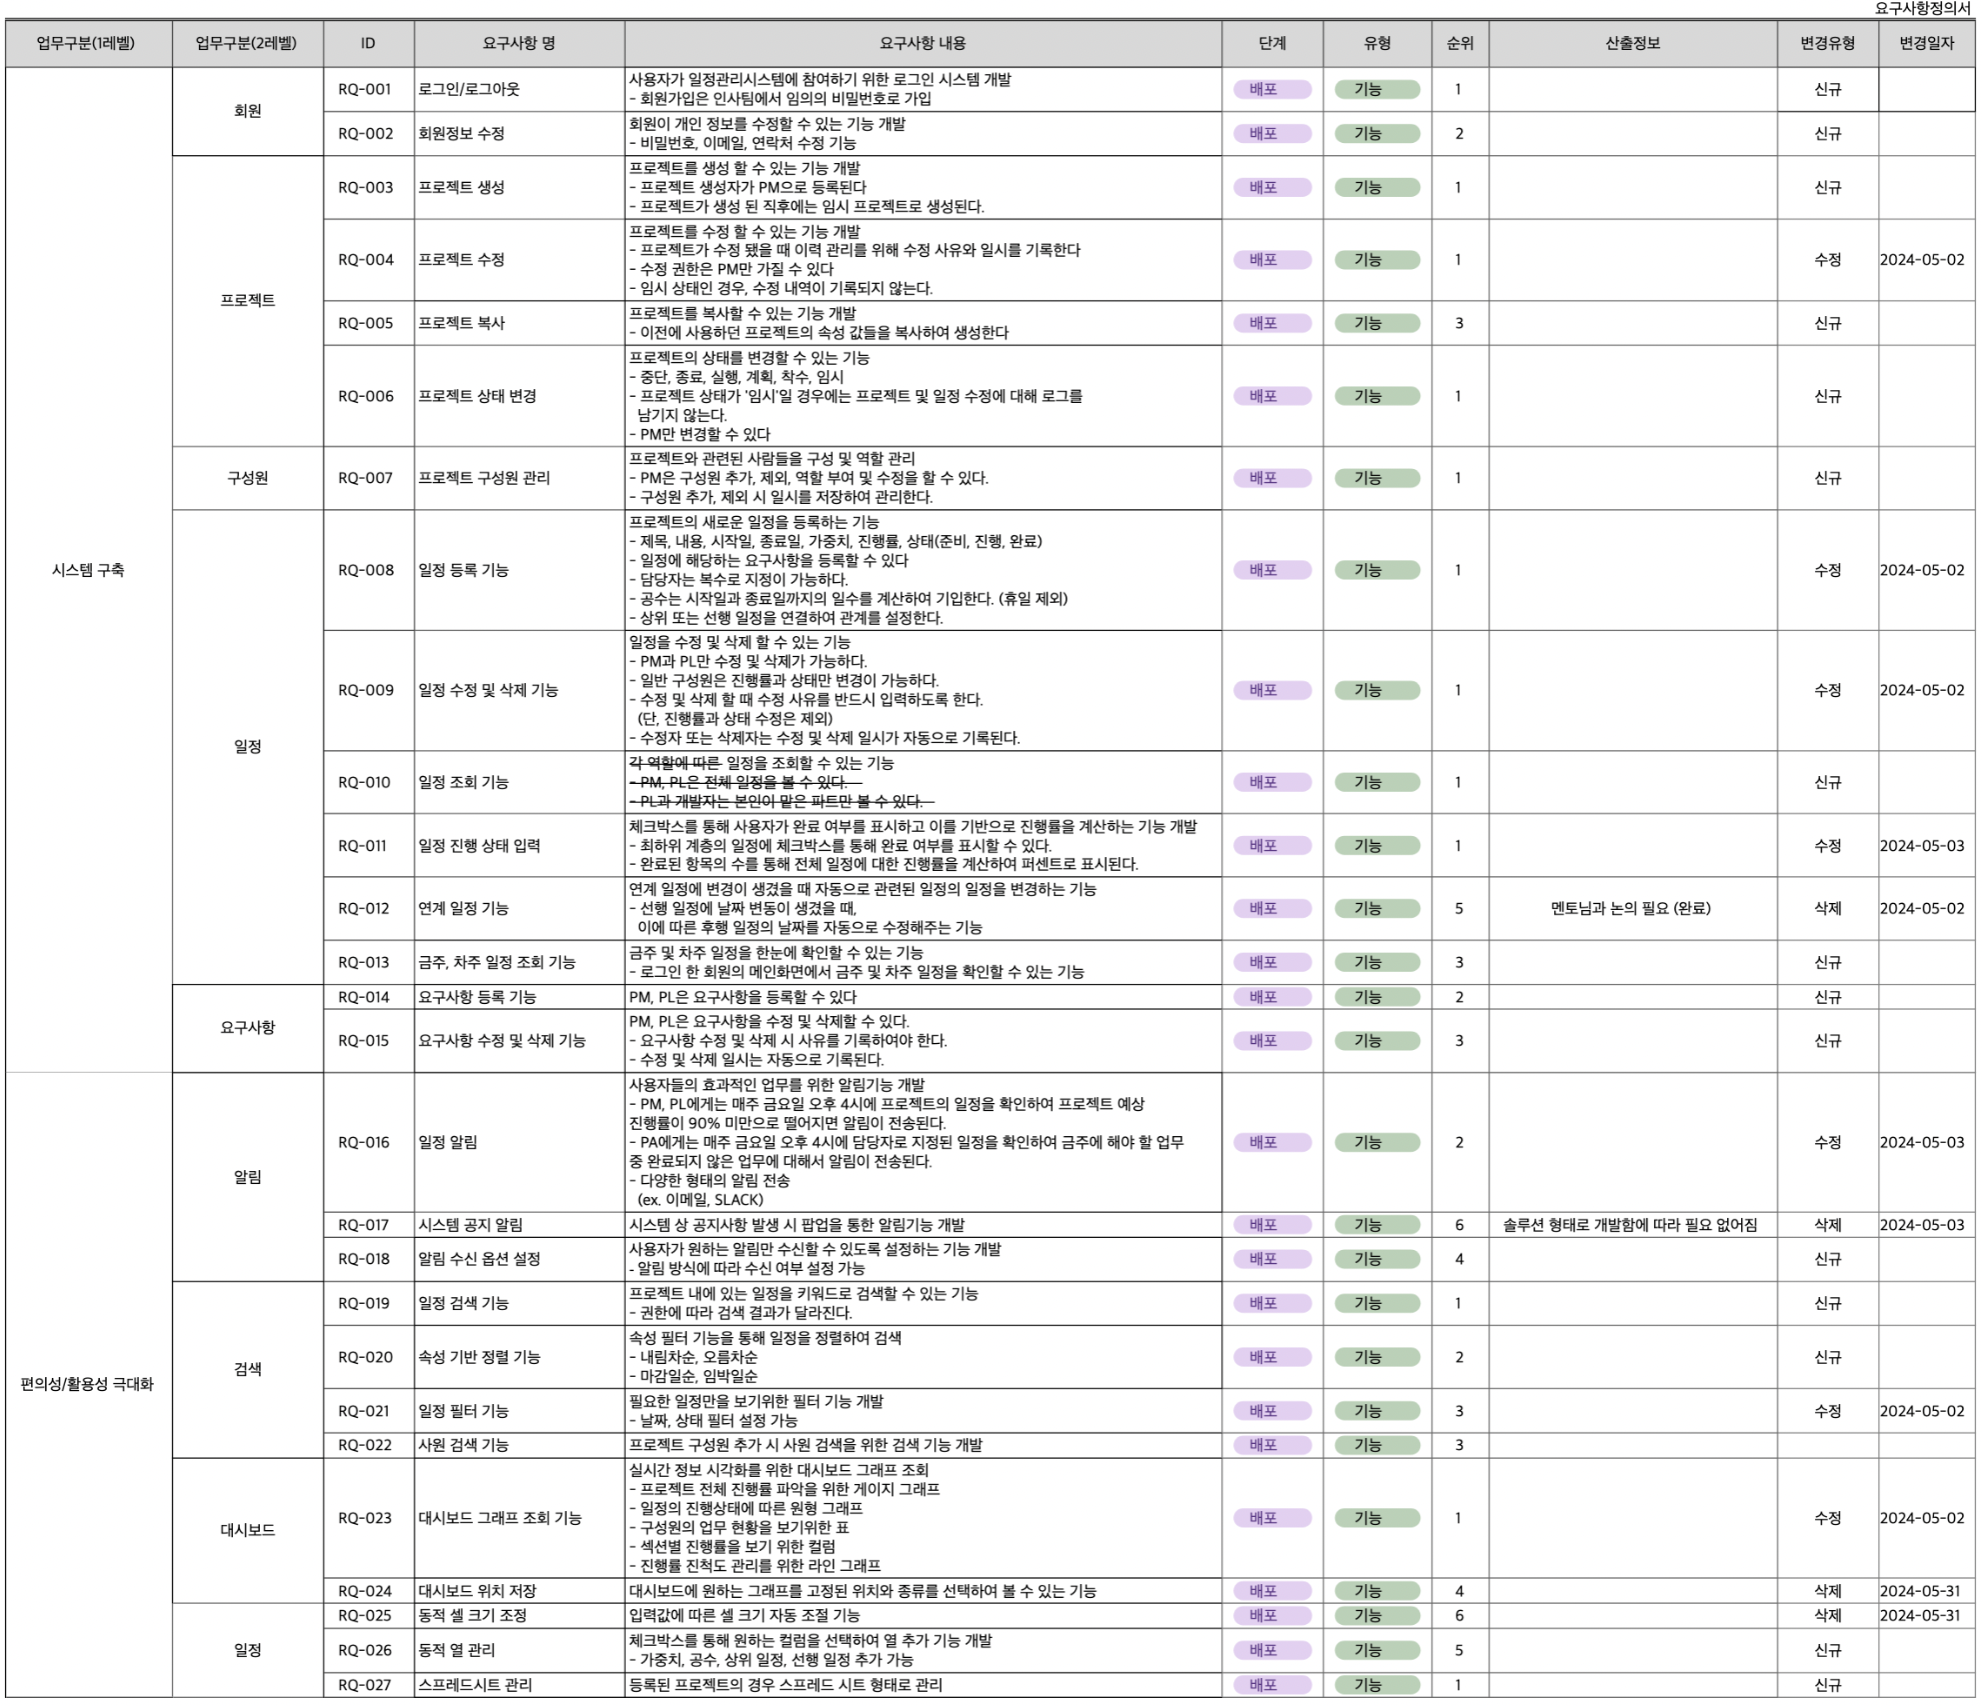 요구사항정의서
업무구분(1레벨) 업무구분(2레벨) ID 요구사항 명 요구사항 내용 단계 유형 순위 산출정보 변경유형 변경일자
시스템 구축
회원
RQ-001 로그인/로그아웃
사용자가 일정관리시스템에 참여하기 위한 로그인 시스템 개발
- 회원가입은 인사팀에서 임의의 비밀번호로 가입
배포 기능 1 신규
RQ-002 회원정보 수정
회원이 개인 정보를 수정할 수 있는 기능 개발
- 비밀번호, 이메일, 연락처 수정 기능
배포 기능 2 신규
프로젝트
RQ-003 프로젝트 생성
프로젝트를 생성 할 수 있는 기능 개발
- 프로젝트 생성자가 PM으로 등록된다
- 프로젝트가 생성 된 직후에는 임시 프로젝트로 생성된다.
배포 기능 1 신규
RQ-004 프로젝트 수정
프로젝트를 수정 할 수 있는 기능 개발
- 프로젝트가 수정 됐을 때 이력 관리를 위해 수정 사유와 일시를 기록한다
- 수정 권한은 PM만 가질 수 있다
- 임시 상태인 경우, 수정 내역이 기록되지 않는다.
배포 기능 1 수정 2024-05-02
RQ-005 프로젝트 복사
프로젝트를 복사할 수 있는 기능 개발
- 이전에 사용하던 프로젝트의 속성 값들을 복사하여 생성한다
배포 기능 3 신규
RQ-006 프로젝트 상태 변경
프로젝트의 상태를 변경할 수 있는 기능
- 중단, 종료, 실행, 계획, 착수, 임시
- 프로젝트 상태가 '임시'일 경우에는 프로젝트 및 일정 수정에 대해 로그를
남기지 않는다.
- PM만 변경할 수 있다
배포 기능 1 신규
구성원
RQ-007 프로젝트 구성원 관리
프로젝트와 관련된 사람들을 구성 및 역할 관리
- PM은 구성원 추가, 제외, 역할 부여 및 수정을 할 수 있다.
- 구성원 추가, 제외 시 일시를 저장하여 관리한다.
배포 기능 1 신규
일정
RQ-008 일정 등록 기능
프로젝트의 새로운 일정을 등록하는 기능
- 제목, 내용, 시작일, 종료일, 가중치, 진행률, 상태(준비, 진행, 완료)
- 일정에 해당하는 요구사항을 등록할 수 있다
- 담당자는 복수로 지정이 가능하다.
- 공수는 시작일과 종료일까지의 일수를 계산하여 기입한다. (휴일 제외)
- 상위 또는 선행 일정을 연결하여 관계를 설정한다.
배포 기능 1 수정 2024-05-02
RQ-009 일정 수정 및 삭제 기능
일정을 수정 및 삭제 할 수 있는 기능
- PM과 PL만 수정 및 삭제가 가능하다.
- 일반 구성원은 진행률과 상태만 변경이 가능하다.
- 수정 및 삭제 할 때 수정 사유를 반드시 입력하도록 한다.
(단, 진행률과 상태 수정은 제외)
- 수정자 또는 삭제자는 수정 및 삭제 일시가 자동으로 기록된다.
배포 기능 1 수정 2024-05-02
RQ-010 일정 조회 기능
각 역할에 따른 일정을 조회할 수 있는 기능
- PM, PL은 전체 일정을 볼 수 있다.
- PL과 개발자는 본인이 맡은 파트만 볼 수 있다.
배포 기능 1 신규
RQ-011 일정 진행 상태 입력
체크박스를 통해 사용자가 완료 여부를 표시하고 이를 기반으로 진행률을 계산하는 기능 개발
- 최하위 계층의 일정에 체크박스를 통해 완료 여부를 표시할 수 있다.
- 완료된 항목의 수를 통해 전체 일정에 대한 진행률을 계산하여 퍼센트로 표시된다.
배포 기능 1 수정 2024-05-03
RQ-012 연계 일정 기능
연계 일정에 변경이 생겼을 때 자동으로 관련된 일정의 일정을 변경하는 기능
- 선행 일정에 날짜 변동이 생겼을 때,
이에 따른 후행 일정의 날짜를 자동으로 수정해주는 기능
배포 기능 5 멘토님과 논의 필요 (완료) 삭제 2024-05-02
RQ-013 금주, 차주 일정 조회 기능
금주 및 차주 일정을 한눈에 확인할 수 있는 기능
- 로그인 한 회원의 메인화면에서 금주 및 차주 일정을 확인할 수 있는 기능
배포 기능 3 신규
요구사항
RQ-014 요구사항 등록 기능 PM, PL은 요구사항을 등록할 수 있다 배포 기능 2 신규
RQ-015 요구사항 수정 및 삭제 기능
PM, PL은 요구사항을 수정 및 삭제할 수 있다.
- 요구사항 수정 및 삭제 시 사유를 기록하여야 한다.
- 수정 및 삭제 일시는 자동으로 기록된다.
배포 기능 3 신규
편의성/활용성 극대화
알림
RQ-016 일정 알림
사용자들의 효과적인 업무를 위한 알림기능 개발
- PM, PL에게는 매주 금요일 오후 4시에 프로젝트의 일정을 확인하여 프로젝트 예상
진행률이 90% 미만으로 떨어지면 알림이 전송된다.
- PA에게는 매주 금요일 오후 4시에 담당자로 지정된 일정을 확인하여 금주에 해야 할 업무
중 완료되지 않은 업무에 대해서 알림이 전송된다.
- 다양한 형태의 알림 전송
(ex. 이메일, SLACK)
배포 기능 2 수정 2024-05-03
RQ-017 시스템 공지 알림 시스템 상 공지사항 발생 시 팝업을 통한 알림기능 개발 배포 기능 6 솔루션 형태로 개발함에 따라 필요 없어짐 삭제 2024-05-03
RQ-018 알림 수신 옵션 설정
사용자가 원하는 알림만 수신할 수 있도록 설정하는 기능 개발
- 알림 방식에 따라 수신 여부 설정 가능
배포 기능 4 신규
검색
RQ-019 일정 검색 기능
프로젝트 내에 있는 일정을 키워드로 검색할 수 있는 기능
- 권한에 따라 검색 결과가 달라진다.
배포 기능 1 신규
RQ-020 속성 기반 정렬 기능
속성 필터 기능을 통해 일정을 정렬하여 검색
- 내림차순, 오름차순
- 마감일순, 임박일순
배포 기능 2 신규
RQ-021 일정 필터 기능
필요한 일정만을 보기위한 필터 기능 개발
- 날짜, 상태 필터 설정 가능
배포 기능 3 수정 2024-05-02
RQ-022 사원 검색 기능 프로젝트 구성원 추가 시 사원 검색을 위한 검색 기능 개발 배포 기능 3
대시보드
RQ-023 대시보드 그래프 조회 기능
실시간 정보 시각화를 위한 대시보드 그래프 조회
- 프로젝트 전체 진행률 파악을 위한 게이지 그래프
- 일정의 진행상태에 따른 원형 그래프
- 구성원의 업무 현황을 보기위한 표
- 섹션별 진행률을 보기 위한 컬럼
- 진행률 진척도 관리를 위한 라인 그래프
배포 기능 1 수정 2024-05-02
RQ-024 대시보드 위치 저장 대시보드에 원하는 그래프를 고정된 위치와 종류를 선택하여 볼 수 있는 기능 배포 기능 4 삭제 2024-05-31
일정
RQ-025 동적 셀 크기 조정 입력값에 따른 셀 크기 자동 조절 기능 배포 기능 6 삭제 2024-05-31
RQ-026 동적 열 관리
체크박스를 통해 원하는 컬럼을 선택하여 열 추가 기능 개발
- 가중치, 공수, 상위 일정, 선행 일정 추가 가능
배포 기능 5 신규
RQ-027 스프레드시트 관리 등록된 프로젝트의 경우 스프레드 시트 형태로 관리 배포 기능 1 신규